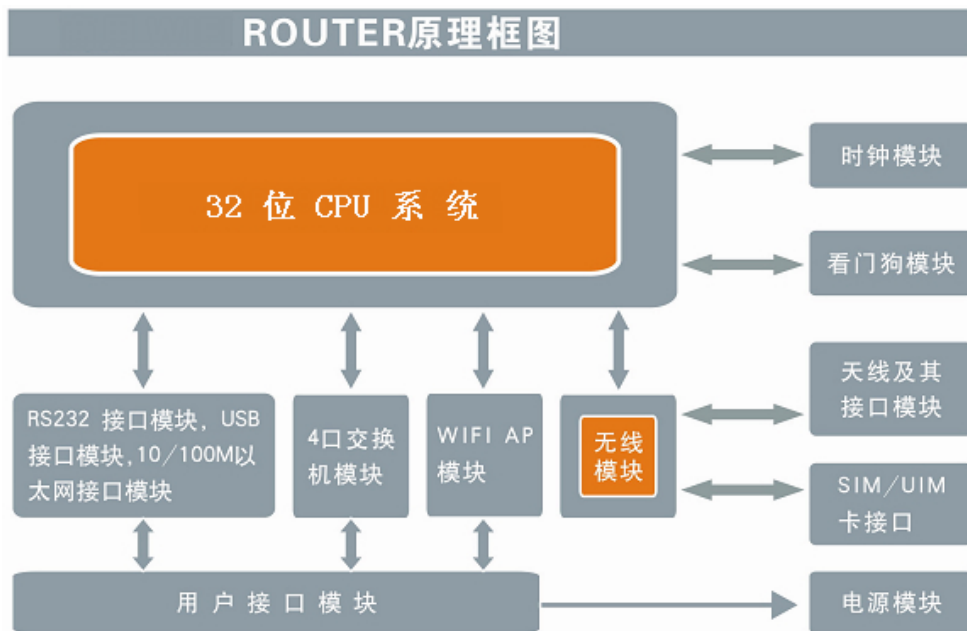 ROUTER原理框图
32 位 CPU 系 统
时钟模块
看门狗模块
RS232 接口模块, USB
接口模块,10/100M以
太网接口模块
4口交换
机模块
WIFI AP
模块
无线
模块
天线及其
接口模块
SIM/UIM
卡接口
用 户 接 口 模 块
电源模块